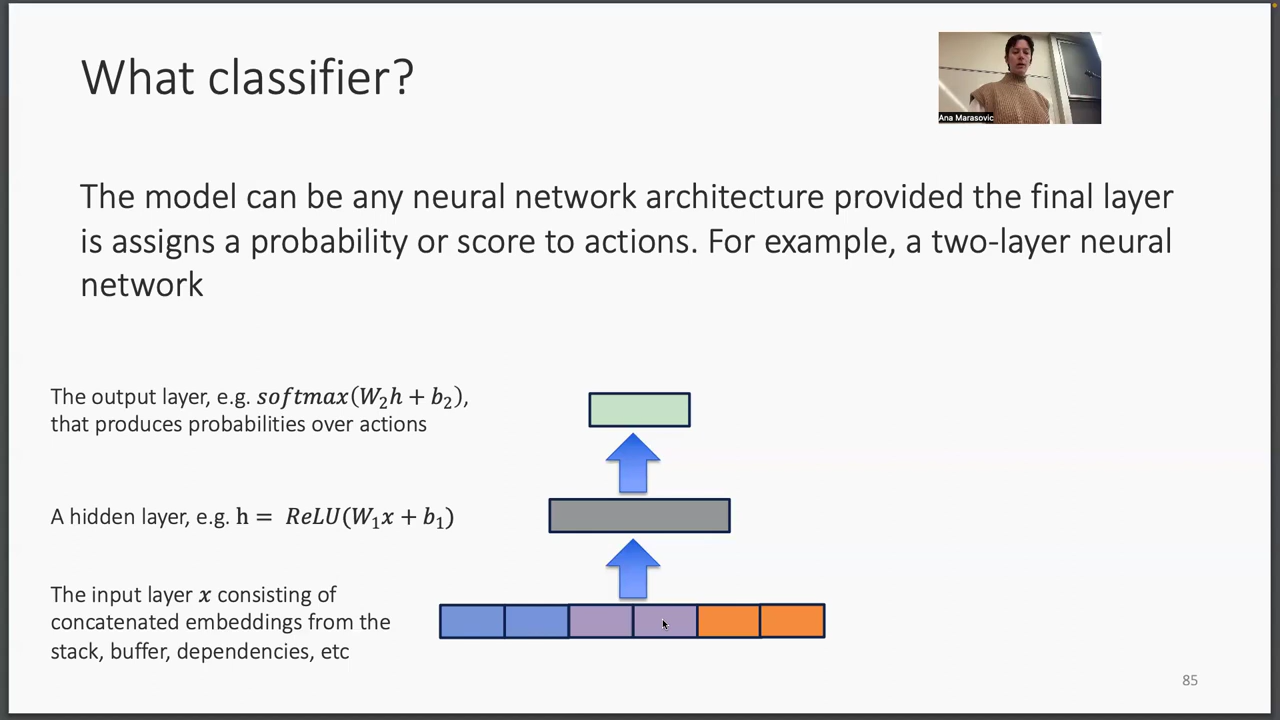 What classifier?
Ana Marasovic
The model can be any neural network architecture provided the final layer
is assigns a probability or score to actions. For example, a two-layer neural
network
The output layer, e.g. softmax(W₂h + b₂),
that produces probabilities over actions
A hidden layer, e.g. h = ReLU(W₁x + b₁)
The input layer x consisting of
concatenated embeddings from the
stack, buffer, dependencies, etc
85